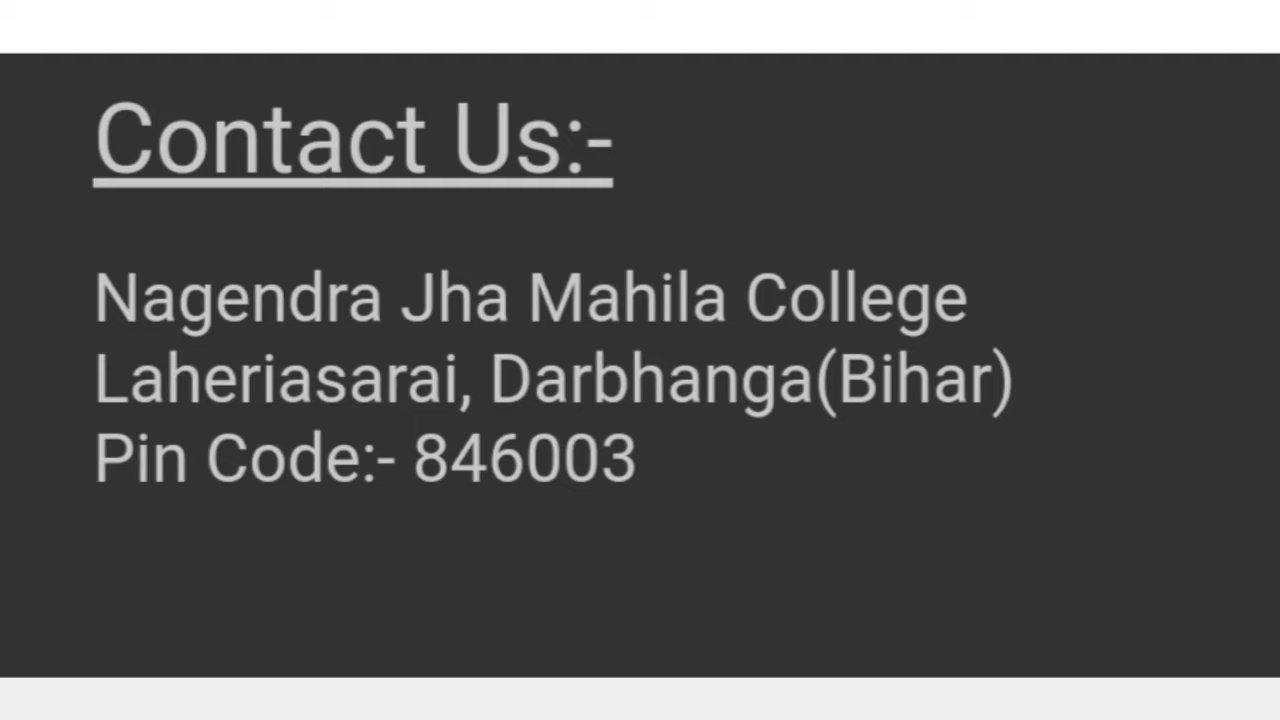 Contact Us:-
Nagendra Jha Mahila College
Laheriasarai, Darbhanga(Bihar)
Pin Code:- 846003